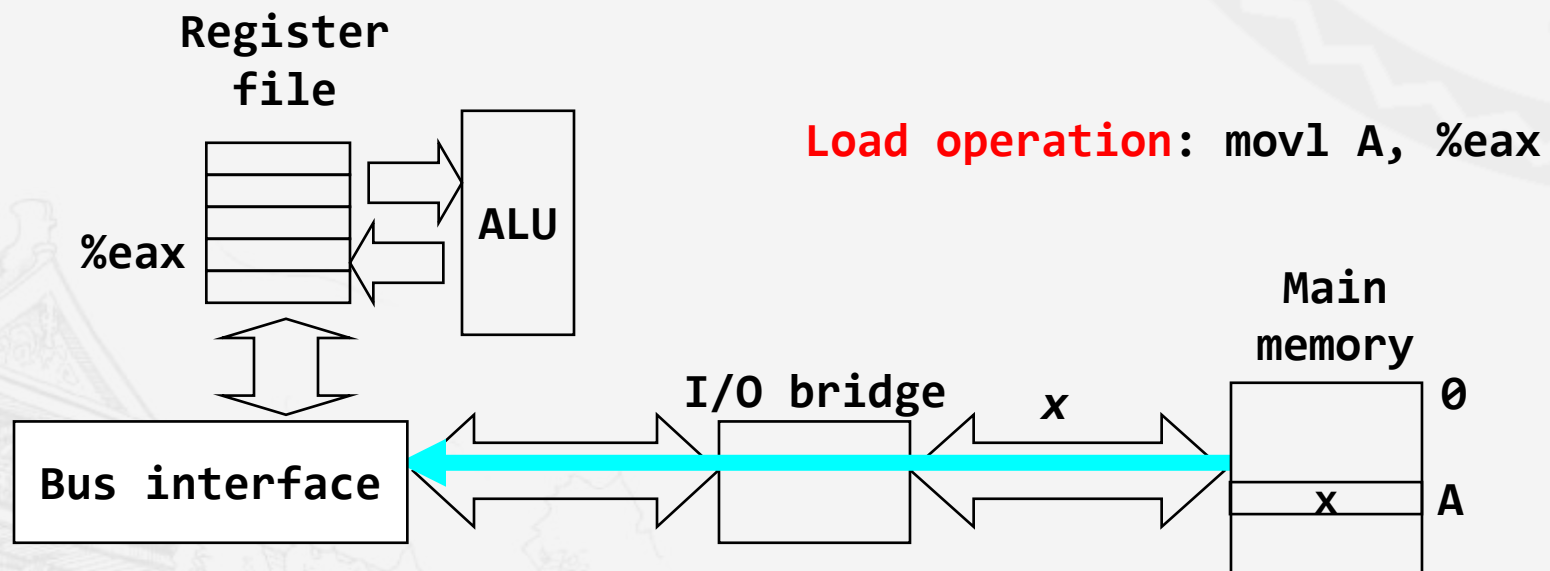 Register
file
Load operation: movl A, %eax
ALU
%eax
Main
memory
I/O bridge
x
0
Bus interface
x
A